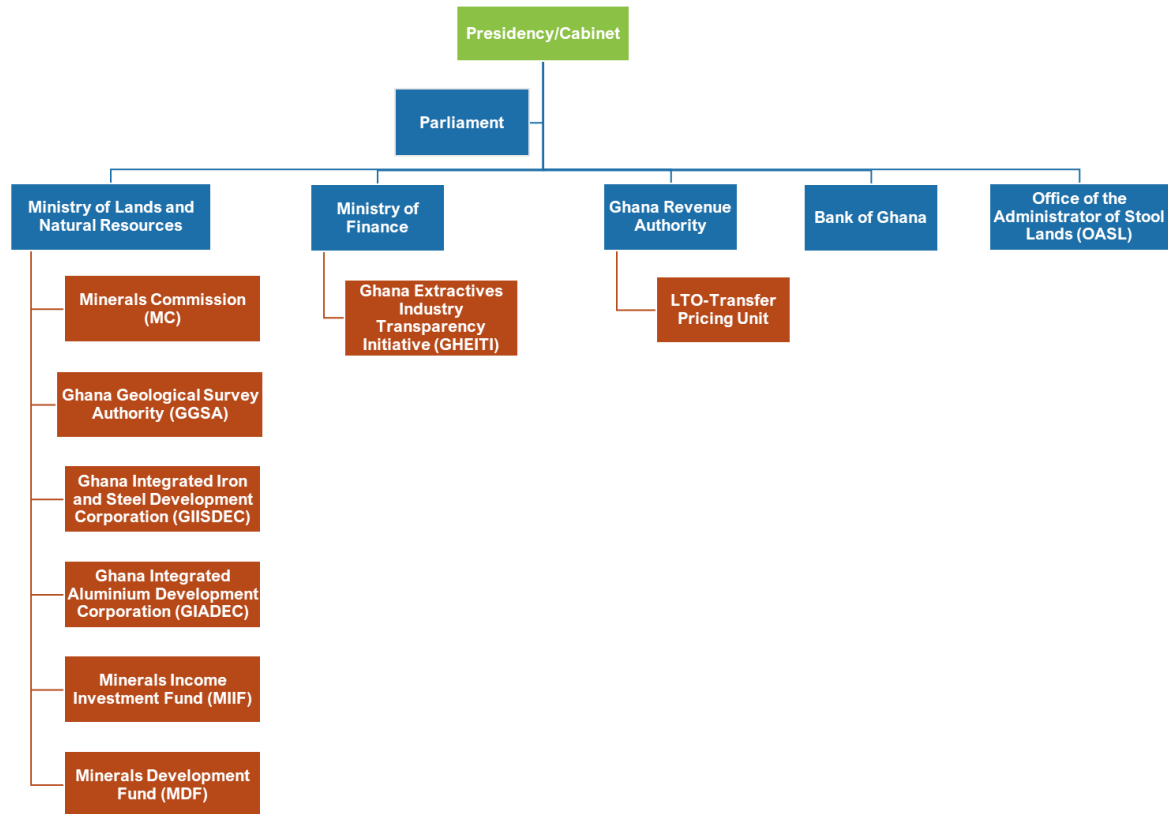 Presidency/Cabinet
Parliament
Ministry of Lands and
Natural Resources
Ministry of
Finance
Ghana Revenue
Authority
Bank of Ghana
Office of the
Administrator of Stool
Lands (OASL)
Minerals Commission
(MC)
Ghana Extractives
Industry
Transparency
Initiative (GHEITI)
LTO-Transfer
Pricing Unit
Ghana Geological Survey
Authority (GGSA)
Ghana Integrated Iron
and Steel Development
Corporation (GIISDEC)
Ghana Integrated
Aluminium Development
Corporation (GIADEC)
Minerals Income
Investment Fund (MIIF)
Minerals Development
Fund (MDF)